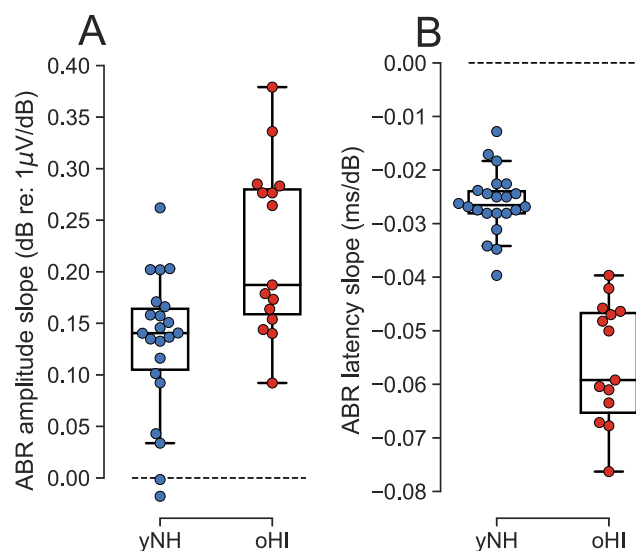 A
ABR amplitude slope (dB re: 1μV/dB)
0.40
0.35
0.30
0.25
0.20
0.15
0.10
0.05
0.00
yNH
oHI
B
ABR latency slope (ms/dB)
0.00
−0.01
−0.02
−0.03
−0.04
−0.05
−0.06
−0.07
−0.08
yNH
oHI